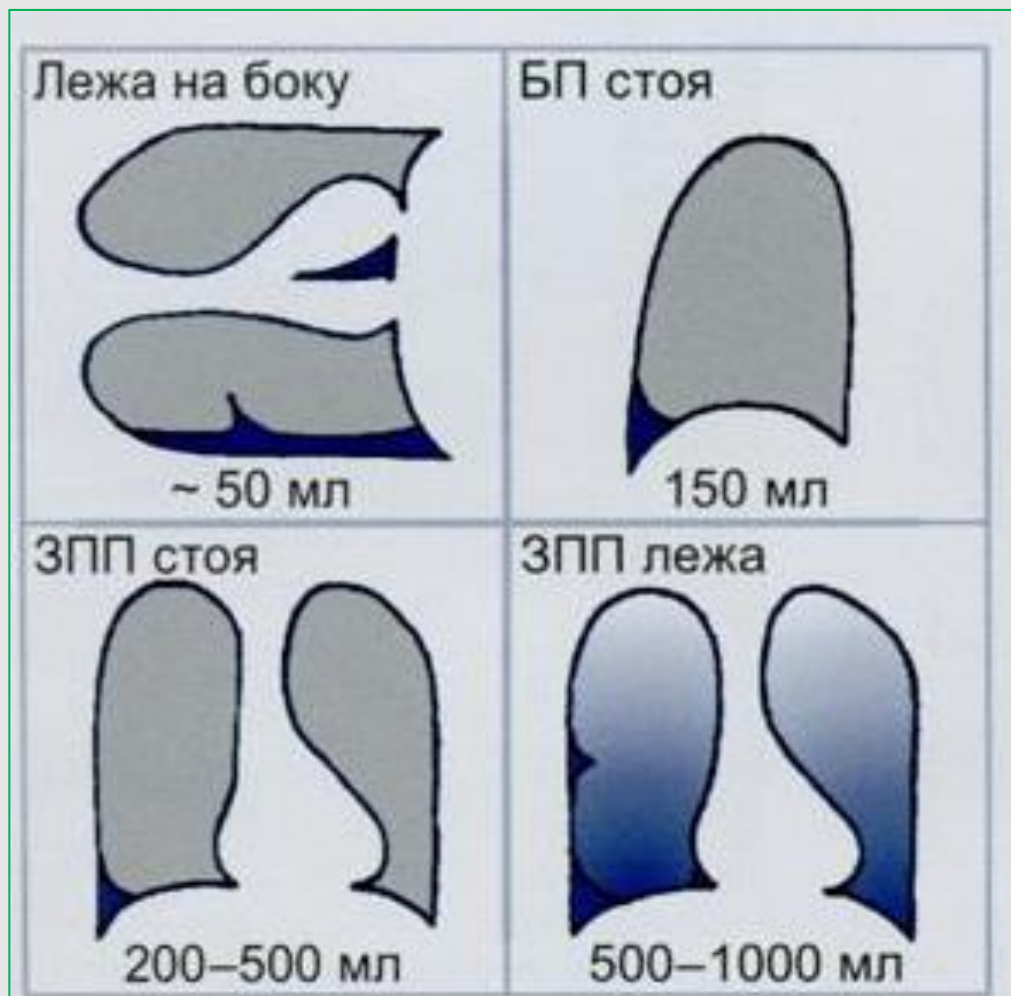 Лежа на боку
~ 50 мл
БП стоя
150 мл
ЗПП стоя
200–500 мл
ЗПП лежа
500–1000 мл